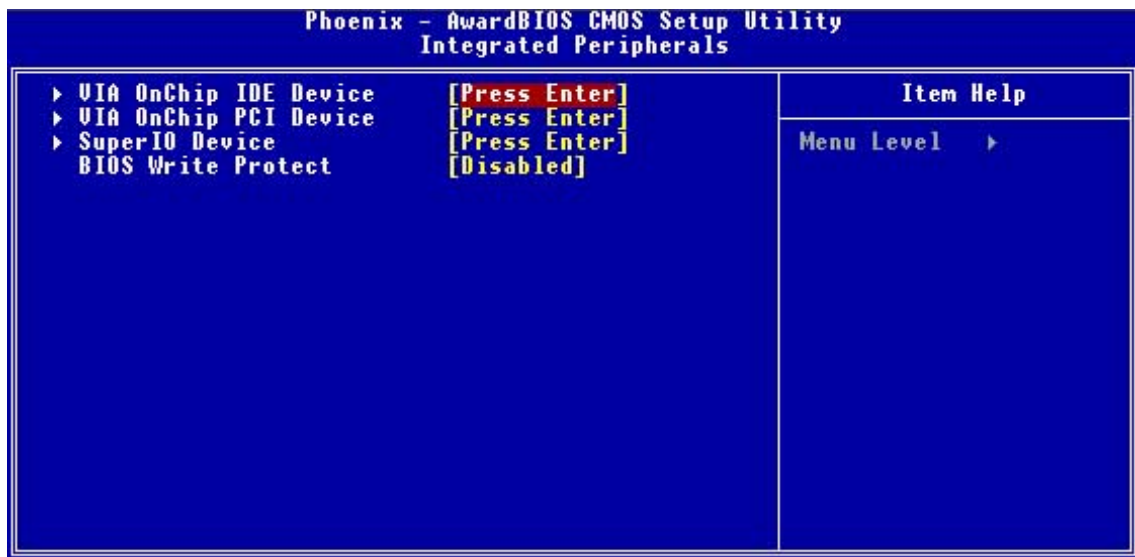 Phoenix - AwardBIOS CMOS Setup Utility
Integrated Peripherals
VIA OnChip IDE Device [Press Enter]
VIA OnChip PCI Device [Press Enter]
SuperIO Device [Press Enter]
BIOS Write Protect [Disabled]
Item Help
Menu Level